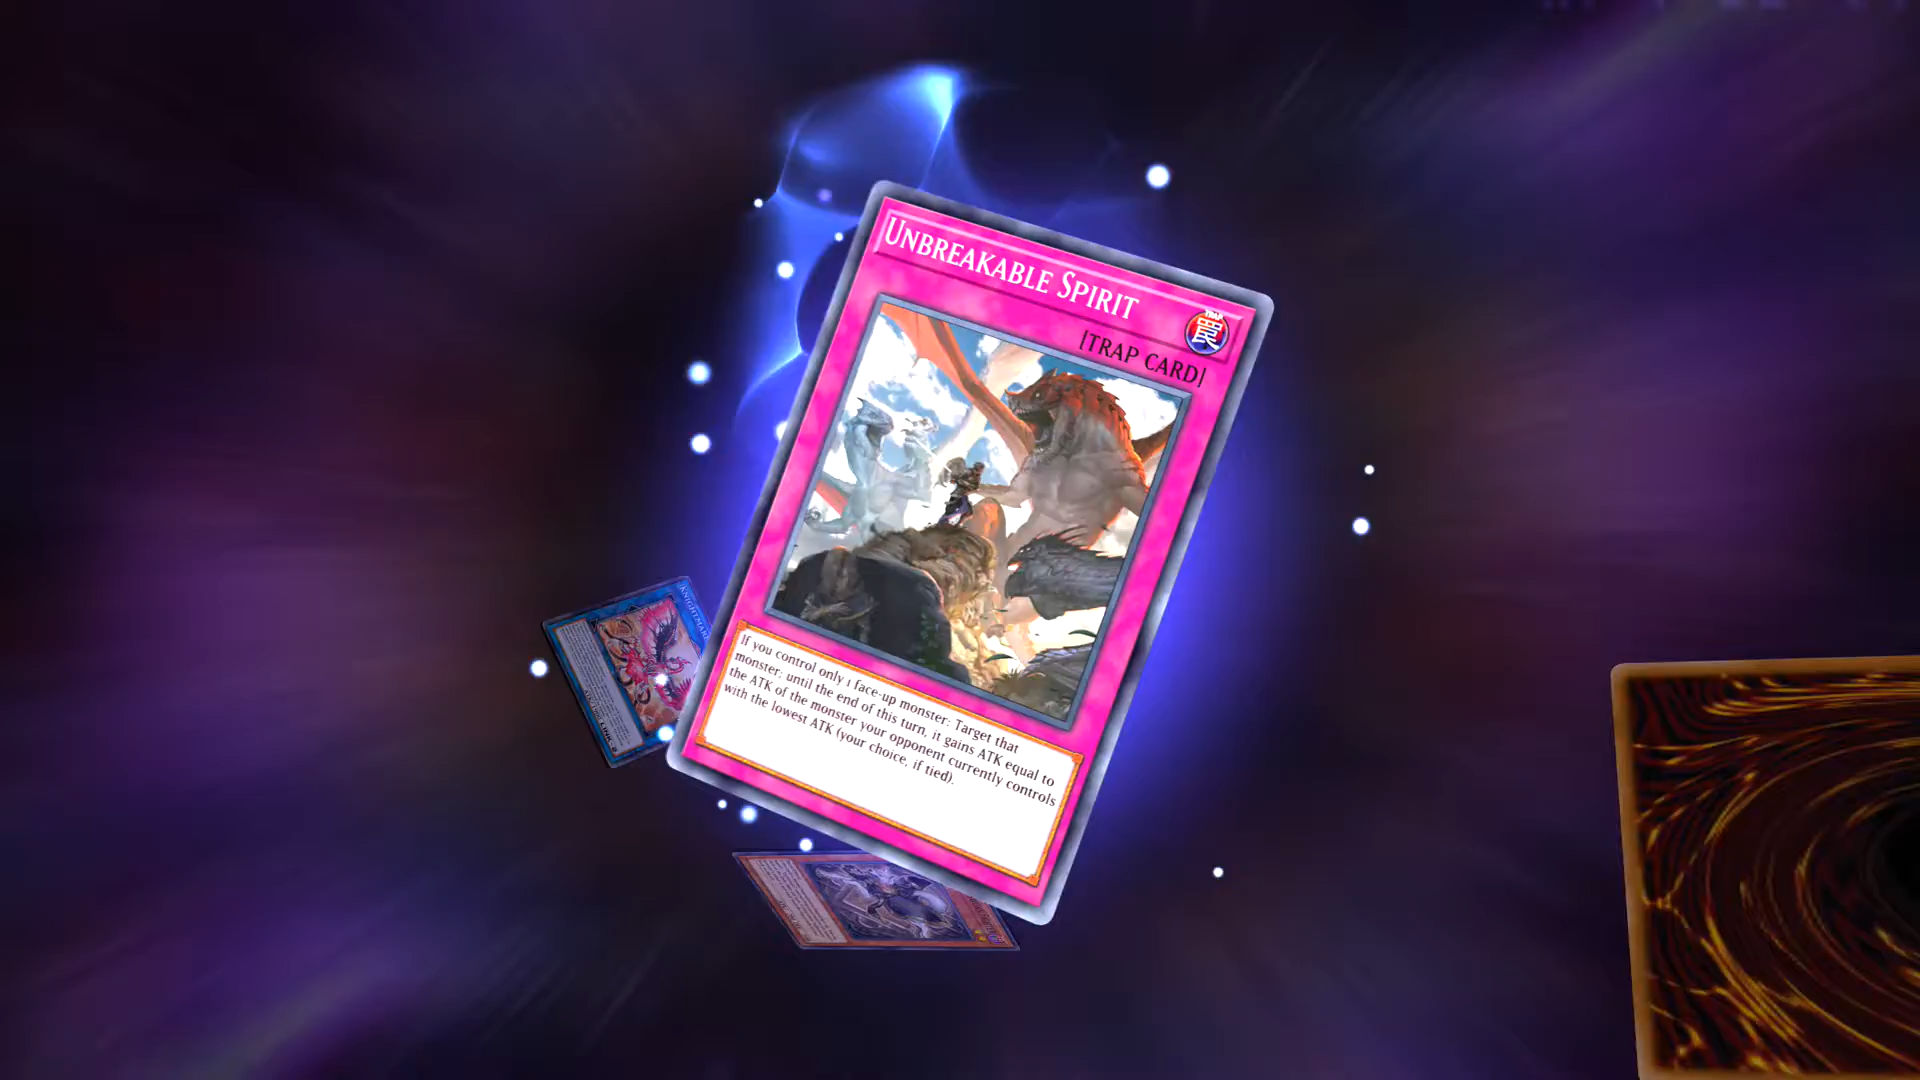 UNBREAKABLE SPIRIT
TRAP
罠
[TRAP CARD]
If you control only 1 face-up monster: Target that
monster; until the end of this turn, it gains ATK equal to
the ATK of the monster your opponent currently controls
with the lowest ATK (your choice, if tied).
KNIGHTMARE